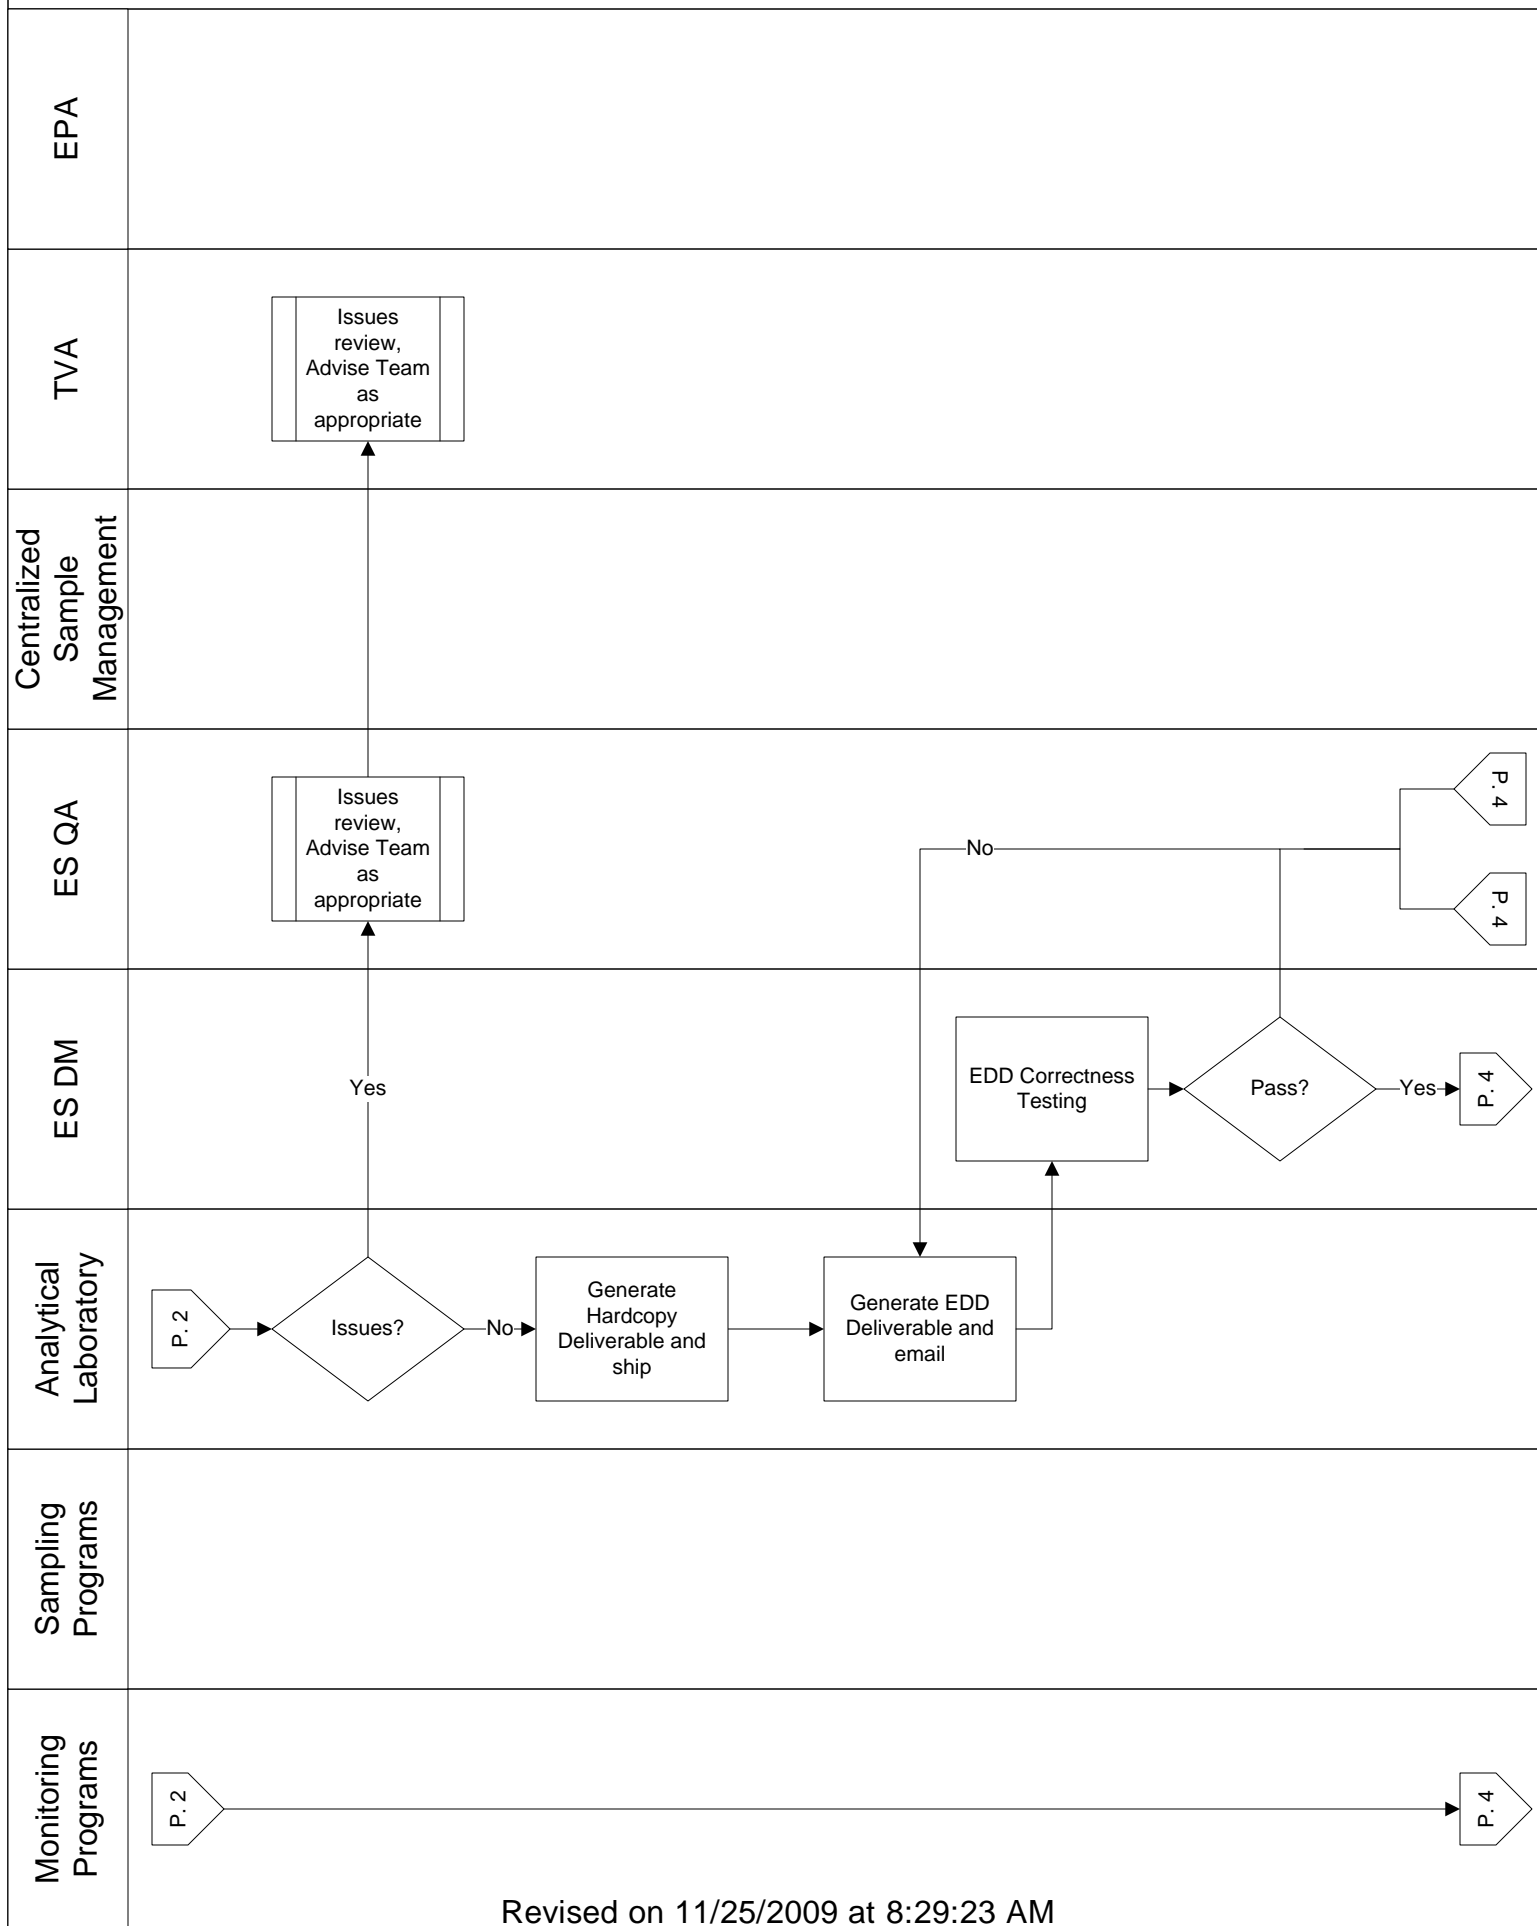 EPA
TVA
Issues
review,
Advise Team
as
appropriate
Centralized
Sample
Management
ES QA
Issues
review,
Advise Team
as
appropriate
No
P. 4
P. 4
ES DM
Yes
EDD Correctness
Testing
Pass?
Yes
P. 4
Analytical
Laboratory
P. 2
Issues?
No
Generate
Hardcopy
Deliverable and
ship
Generate EDD
Deliverable and
email
Sampling
Programs
Monitoring
Programs
P. 2
P. 4
Revised on 11/25/2009 at 8:29:23 AM